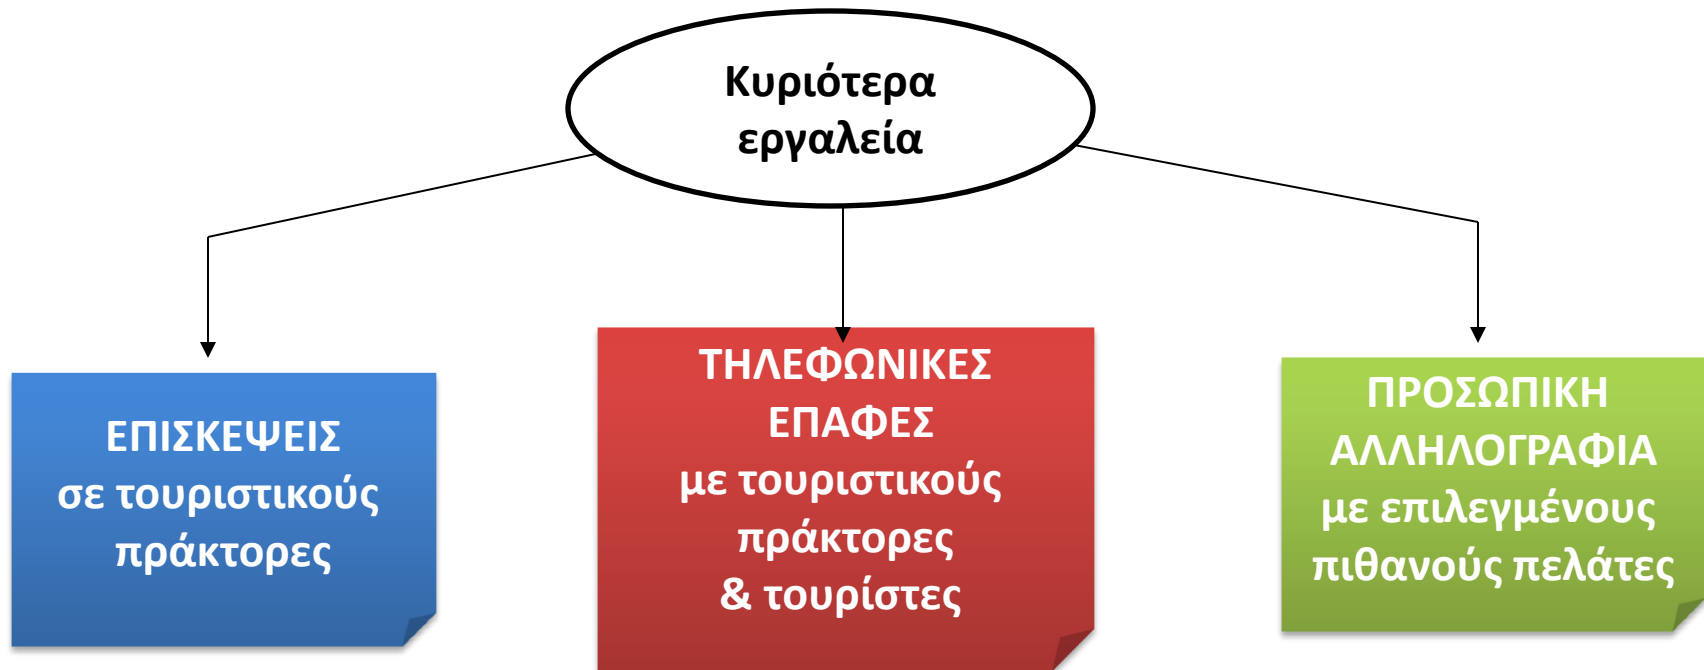 Κυριότερα
εργαλεία
ΕΠΙΣΚΕΨΕΙΣ
σε τουριστικούς
πράκτορες
ΤΗΛΕΦΩΝΙΚΕΣ
ΕΠΑΦΕΣ
με τουριστικούς
πράκτορες
& τουρίστες
ΠΡΟΣΩΠΙΚΗ
ΑΛΛΗΛΟΓΡΑΦΙΑ
με επιλεγμένους
πιθανούς πελάτες